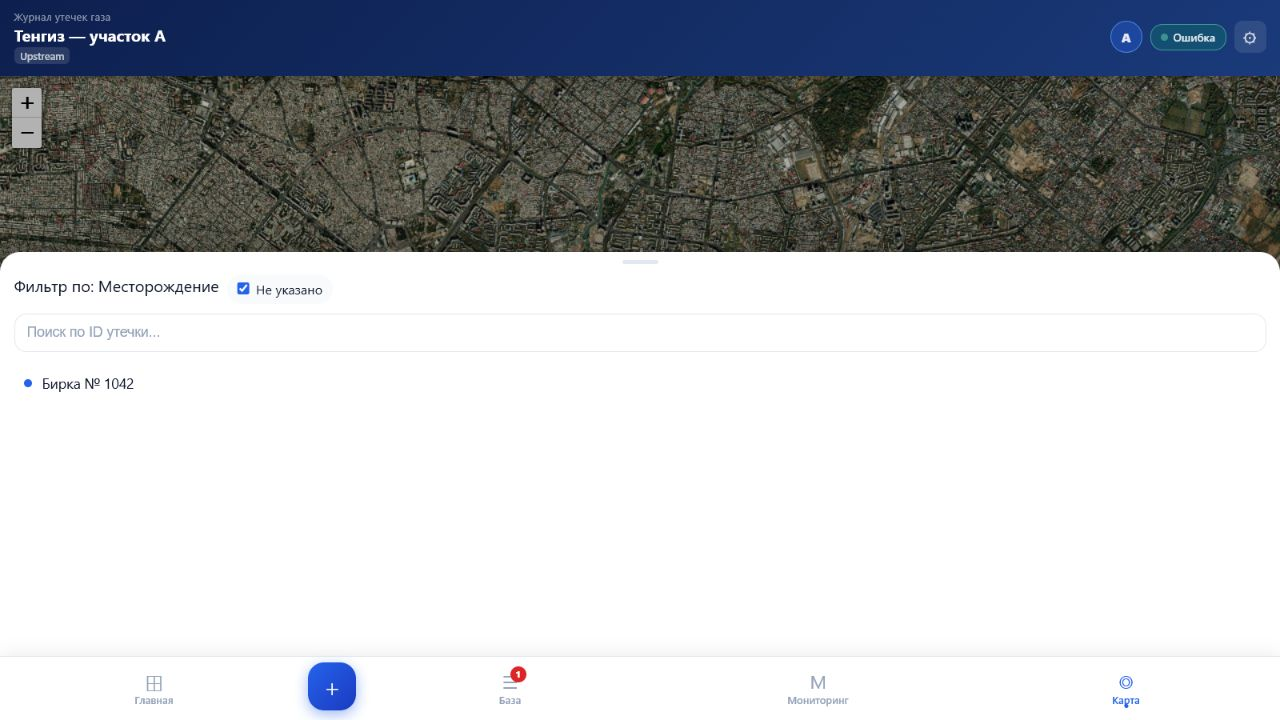 Журнал утечек газа
Тенгиз — участок А
Upstream
А
Ошибка
+
−
Фильтр по: Месторождение
Не указано
Поиск по ID утечки...
Бирка № 1042
Главная
+
1
База
M
Мониторинг
Карта